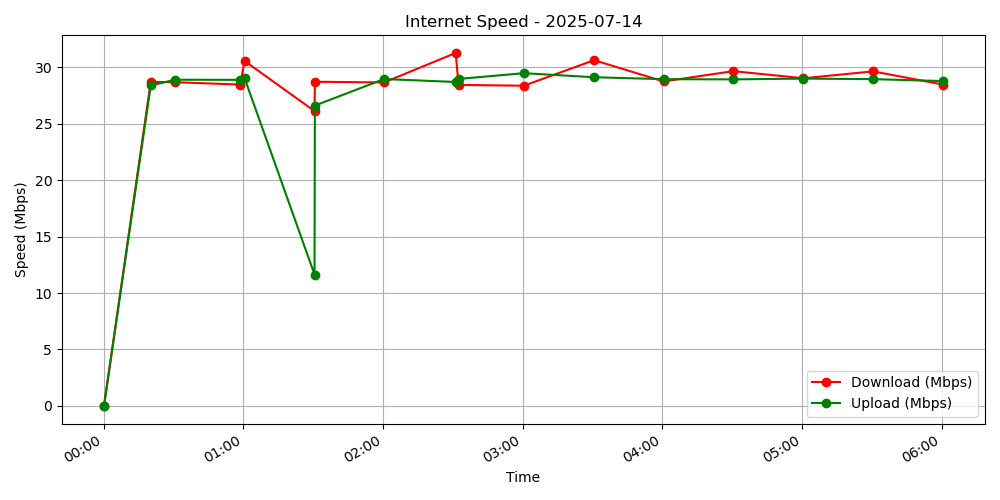 Internet Speed - 2025-07-14
Speed (Mbps)
30
25
20
15
10
5
0
Download (Mbps)
Upload (Mbps)
00:00 01:00 02:00 03:00 04:00 05:00 06:00
Time